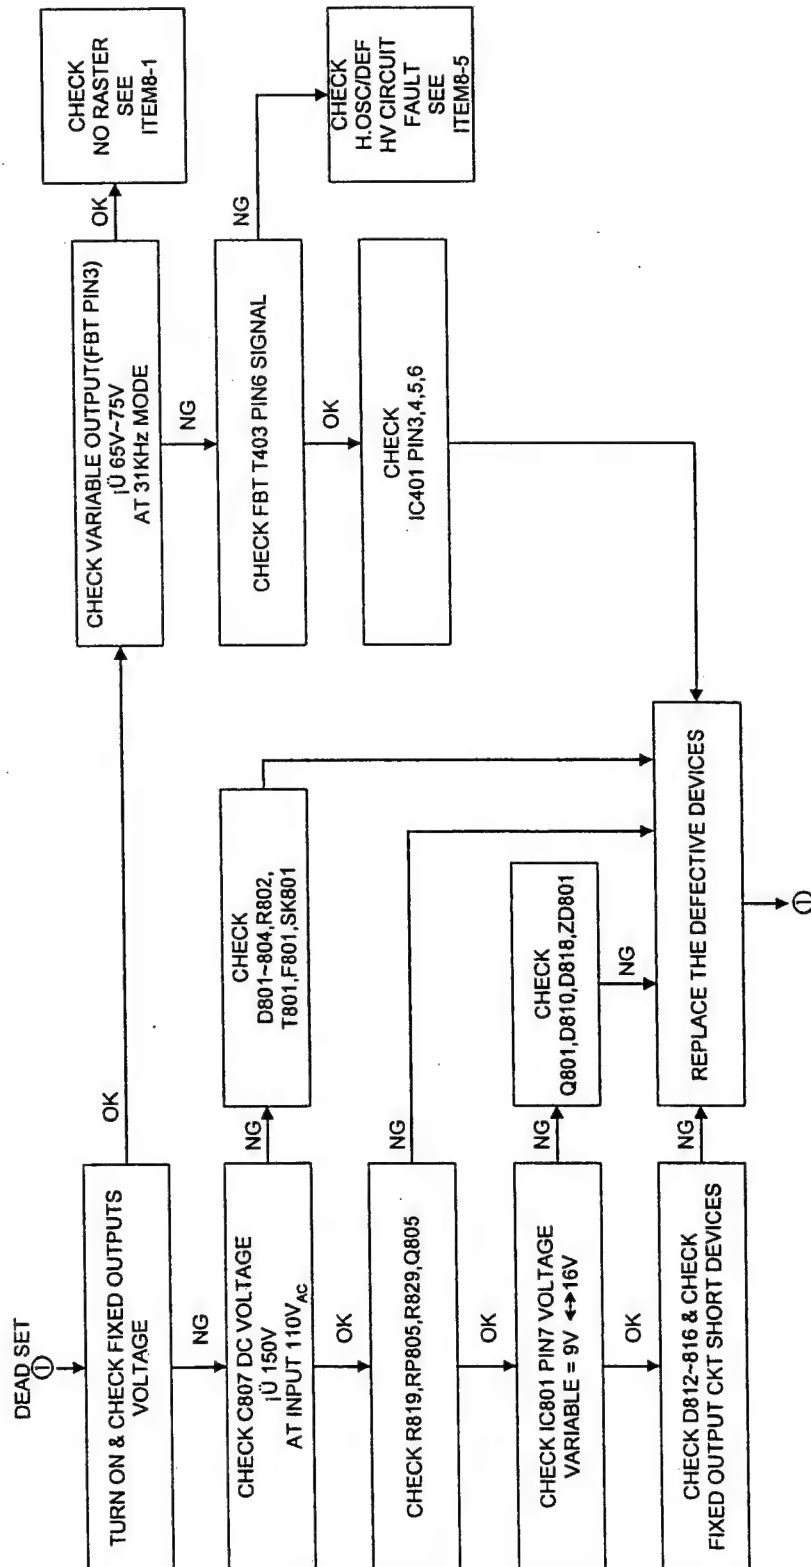 DEAD SET
①
TURN ON & CHECK FIXED OUTPUTS
VOLTAGE
OK
CHECK VARIABLE OUTPUT(FBT PIN3)
¡Ü 65V~75V
AT 31KHz MODE
OK
CHECK
NO RASTER
SEE
ITEM8-1
NG
CHECK FBT T403 PIN6 SIGNAL
NG
CHECK
H.OSC/DEF
HV CIRCUIT
FAULT
SEE
ITEM8-5
OK
CHECK
IC401 PIN3,4,5,6
NG
CHECK C807 DC VOLTAGE
¡Ü 150V
AT INPUT 110VAC
NG
CHECK
D801~804,R802,
T801,F801,SK801
OK
CHECK R819,RP805,R829,Q805
NG
OK
CHECK IC801 PIN7 VOLTAGE
VARIABLE = 9V ↔16V
NG
CHECK
Q801,D810,D818,ZD801
NG
OK
CHECK D812~816 & CHECK
FIXED OUTPUT CKT SHORT DEVICES
NG
REPLACE THE DEFECTIVE DEVICES
①